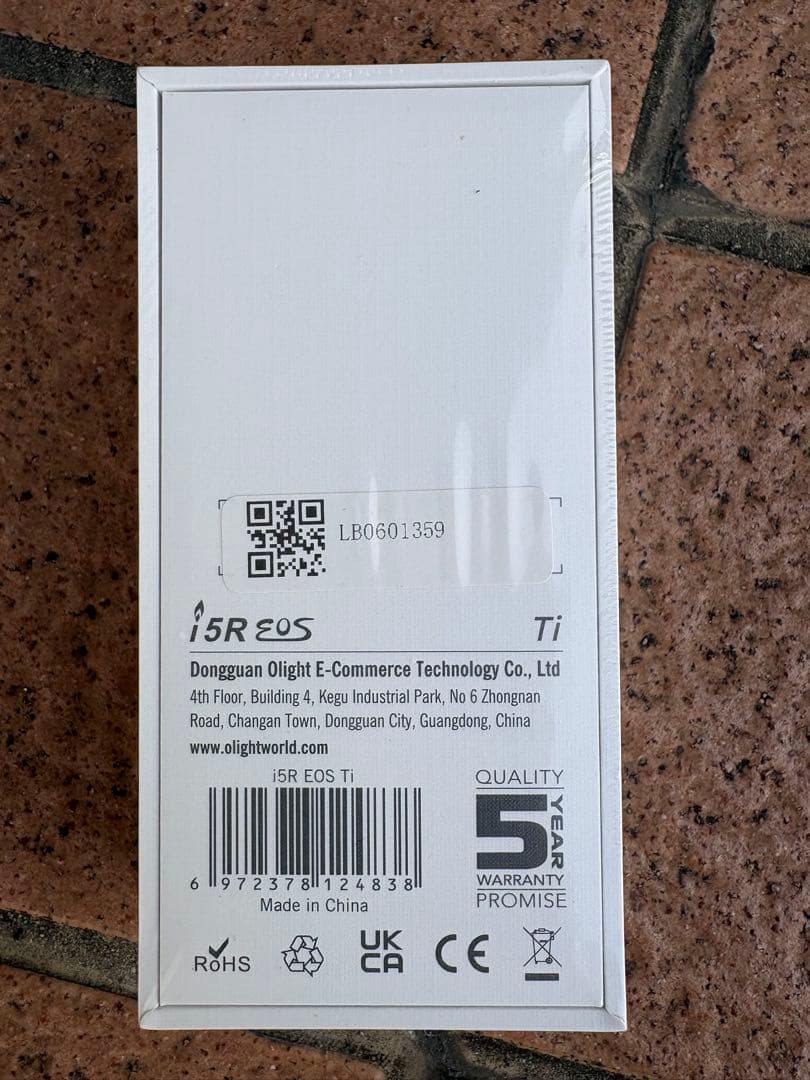 LB0601359
i5R EOS
Ti
Dongguan Olight E-Commerce Technology Co., Ltd
4th Floor, Building 4, Kegu Industrial Park, No 6 Zhongnan
Road, Changan Town, Dongguan City, Guangdong, China
www.olightworld.com
i5R EOS Ti
6 972378 124838
Made in China
QUALITY
5 YEAR
WARRANTY
PROMISE
RoHS
UK
CA
CE